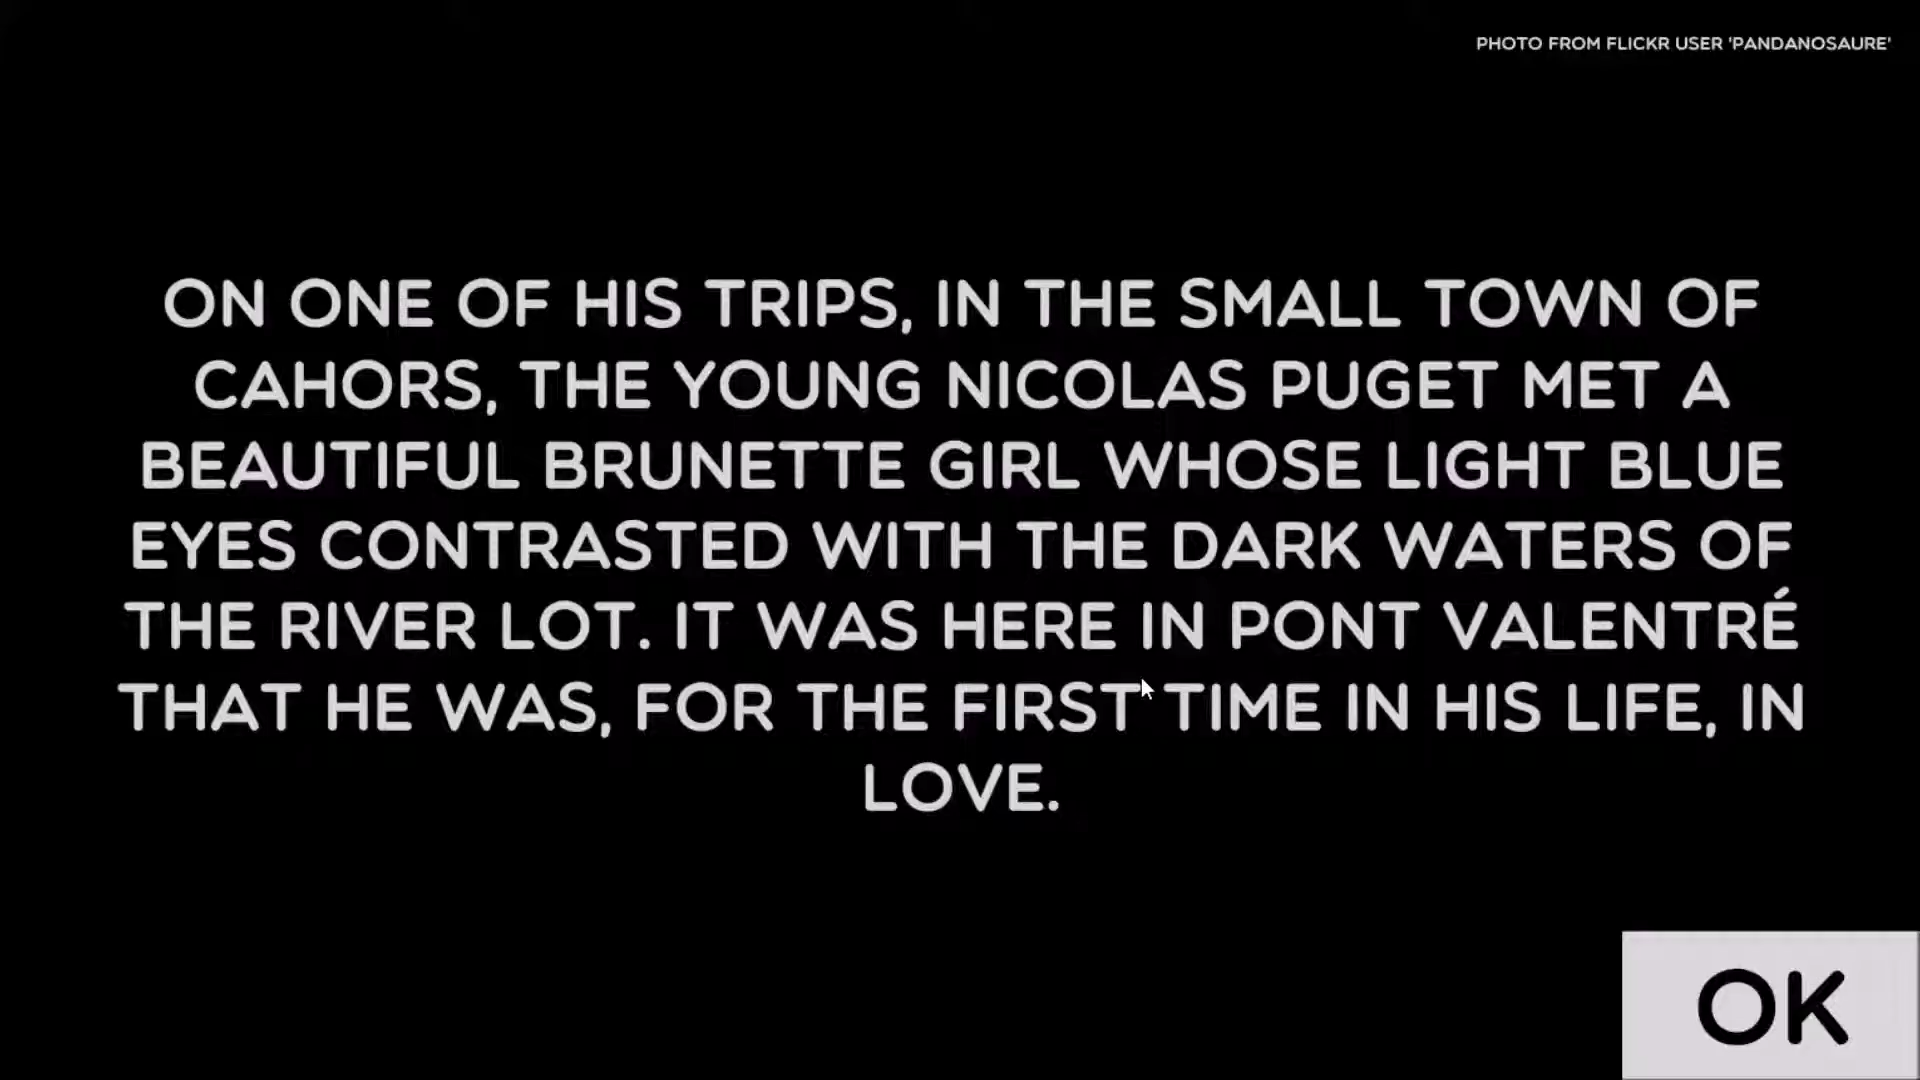 PHOTO FROM FLICKR USER 'PANDANOSAURE'
ON ONE OF HIS TRIPS, IN THE SMALL TOWN OF
CAHORS, THE YOUNG NICOLAS PUGET MET A
BEAUTIFUL BRUNETTE GIRL WHOSE LIGHT BLUE
EYES CONTRASTED WITH THE DARK WATERS OF
THE RIVER LOT. IT WAS HERE IN PONT VALENTRÉ
THAT HE WAS, FOR THE FIRST TIME IN HIS LIFE, IN
LOVE.
OK